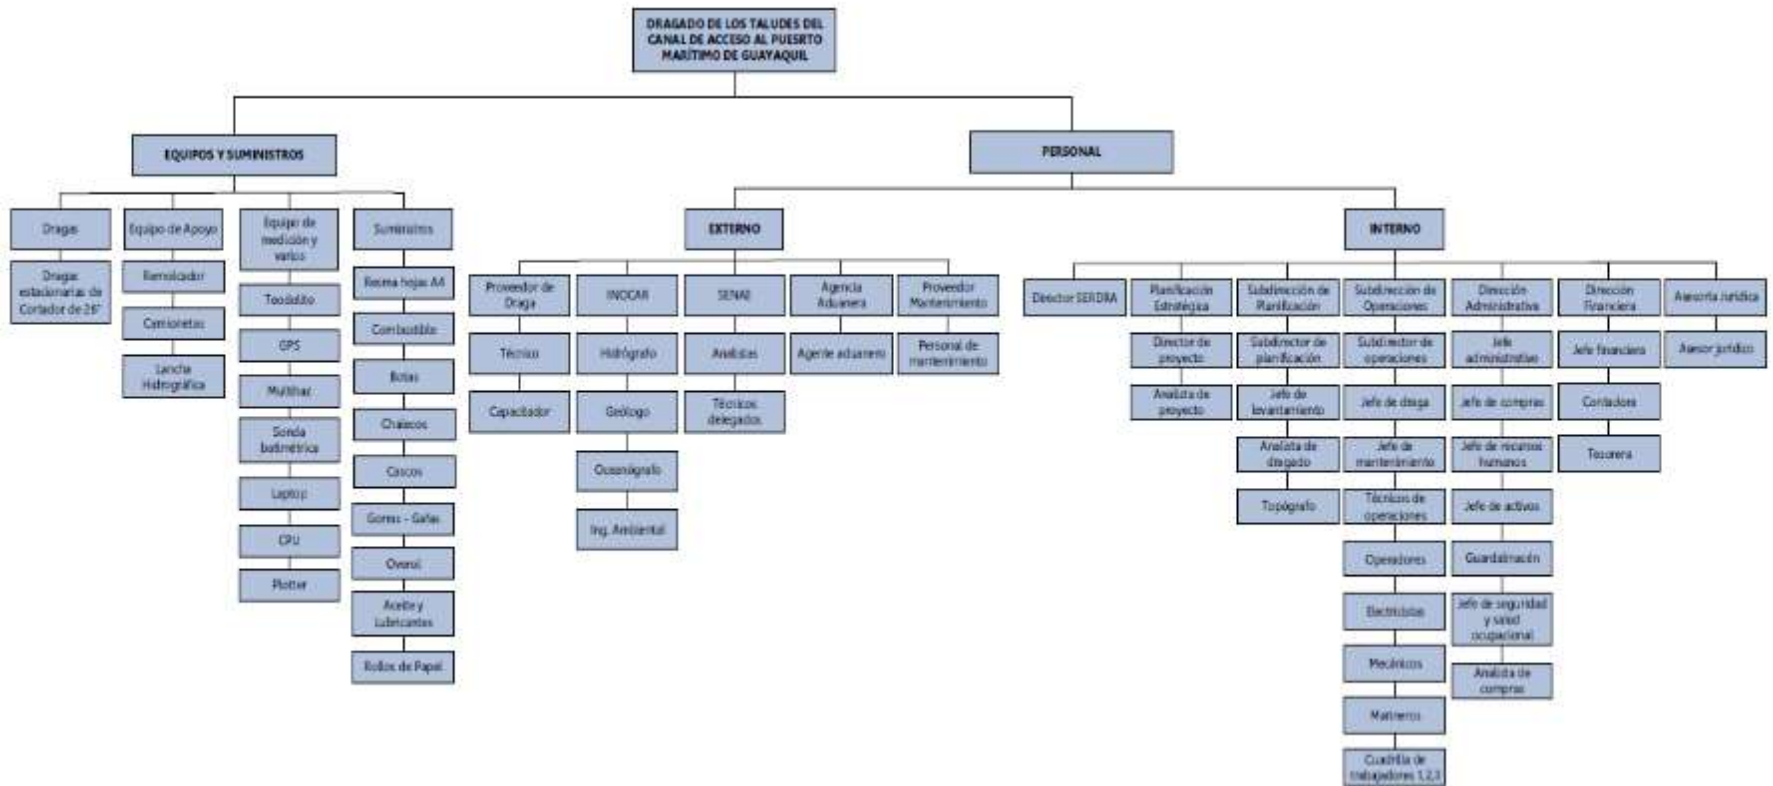 DRAGADO DE LOS TALUDES DEL
CANAL DE ACCESO AL PUESRTO
MARÍTIMO DE GUAYAQUIL
EQUIPOS Y SUMINISTROS
PERSONAL
Dragas
Dragas
estacionarias de
Cortador de 26"
Equipo de Apoyo
Remolcador
Camionetas
Lancha
Hidrográfica
Equipo de
medición y
varios
Teodolito
GPS
Multihaz
Sonda
batimétrica
Laptop
CPU
Plotter
Suministros
Resma hojas A4
Combustible
Botas
Chalecos
Cascos
Gorros - Gafas
Overol
Aceite y
Lubricantes
Rollos de Papel
EXTERNO
Proveedor de
Draga
Técnico
Capacitador
INOCAR
Hidrógrafo
Geólogo
Oceanógrafo
Ing. Ambiental
SENAE
Analistas
Técnicos
delegados
Agencia
Aduanera
Agente aduanero
Proveedor
Mantenimiento
Personal de
mantenimiento
INTERNO
Director SERDRA
Planificación
Estratégica
Director de
proyecto
Analista de
proyecto
Subdirección de
Planificación
Subdirector de
planificación
Jefe de
levantamiento
Analista de
dragado
Topógrafo
Subdirección de
Operaciones
Subdirector de
operaciones
Jefe de draga
Jefe de
mantenimiento
Técnicos de
operaciones
Operadores
Electricistas
Mecánicos
Marineros
Cuadrilla de
trabajadores 1,2,3
Dirección
Administrativa
Jefe
administrativo
Jefe de compras
Jefe de recursos
humanos
Jefe de activos
Guardalmacén
Jefe de seguridad
y salud
ocupacional
Analista de
compras
Dirección
Financiera
Jefe financiera
Contadora
Tesorera
Asesoría Jurídica
Asesor jurídico